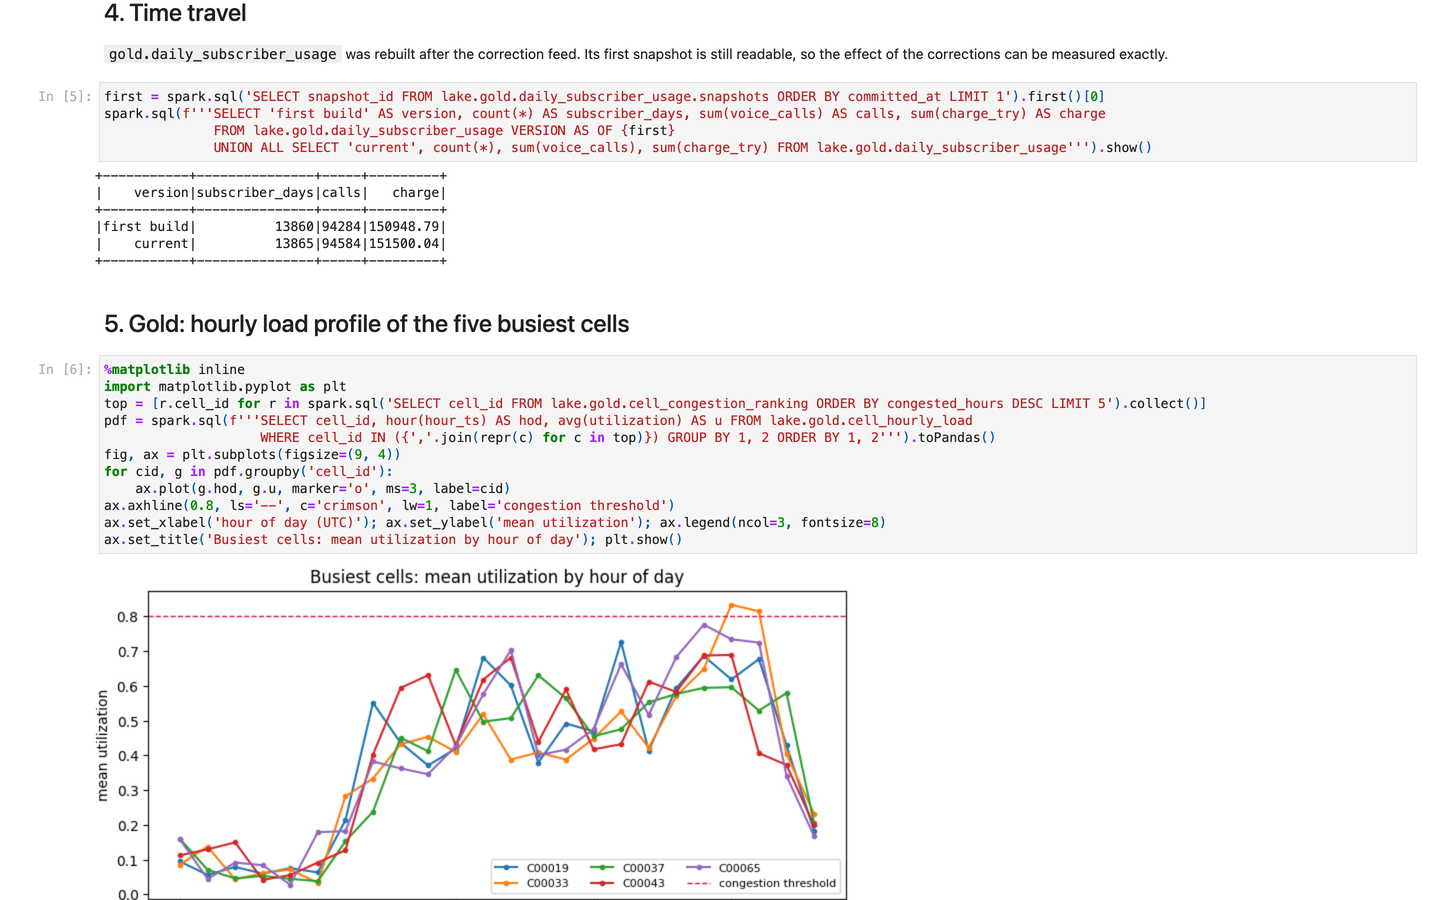 4. Time travel
gold.daily_subscriber_usage was rebuilt after the correction feed. Its first snapshot is still readable, so the effect of the corrections can be measured exactly.
In [5]:
first = spark.sql('SELECT snapshot_id FROM lake.gold.daily_subscriber_usage.snapshots ORDER BY committed_at LIMIT 1').first()[0]
spark.sql(f'''SELECT 'first build' AS version, count(*) AS subscriber_days, sum(voice_calls) AS calls, sum(charge_try) AS charge
              FROM lake.gold.daily_subscriber_usage VERSION AS OF {first}
              UNION ALL SELECT 'current', count(*), sum(voice_calls), sum(charge_try) FROM lake.gold.daily_subscriber_usage''').show()
+-----------+---------------+-----+---------+
|    version|subscriber_days|calls|   charge|
+-----------+---------------+-----+---------+
|first build|          13860|94284|150948.79|
|    current|          13865|94584|151500.04|
+-----------+---------------+-----+---------+
5. Gold: hourly load profile of the five busiest cells
In [6]:
%matplotlib inline
import matplotlib.pyplot as plt
top = [r.cell_id for r in spark.sql('SELECT cell_id FROM lake.gold.cell_congestion_ranking ORDER BY congested_hours DESC LIMIT 5').collect()]
pdf = spark.sql(f'''SELECT cell_id, hour(hour_ts) AS hod, avg(utilization) AS u FROM lake.gold.cell_hourly_load
                    WHERE cell_id IN ({','.join(repr(c) for c in top)}) GROUP BY 1, 2 ORDER BY 1, 2''').toPandas()
fig, ax = plt.subplots(figsize=(9, 4))
for cid, g in pdf.groupby('cell_id'):
    ax.plot(g.hod, g.u, marker='o', ms=3, label=cid)
ax.axhline(0.8, ls='--', c='crimson', lw=1, label='congestion threshold')
ax.set_xlabel('hour of day (UTC)'); ax.set_ylabel('mean utilization'); ax.legend(ncol=3, fontsize=8)
ax.set_title('Busiest cells: mean utilization by hour of day'); plt.show()
Busiest cells: mean utilization by hour of day
mean utilization
0.8
0.7
0.6
0.5
0.4
0.3
0.2
0.1
0.0
C00019 C00037 C00065
C00033 C00043 congestion threshold